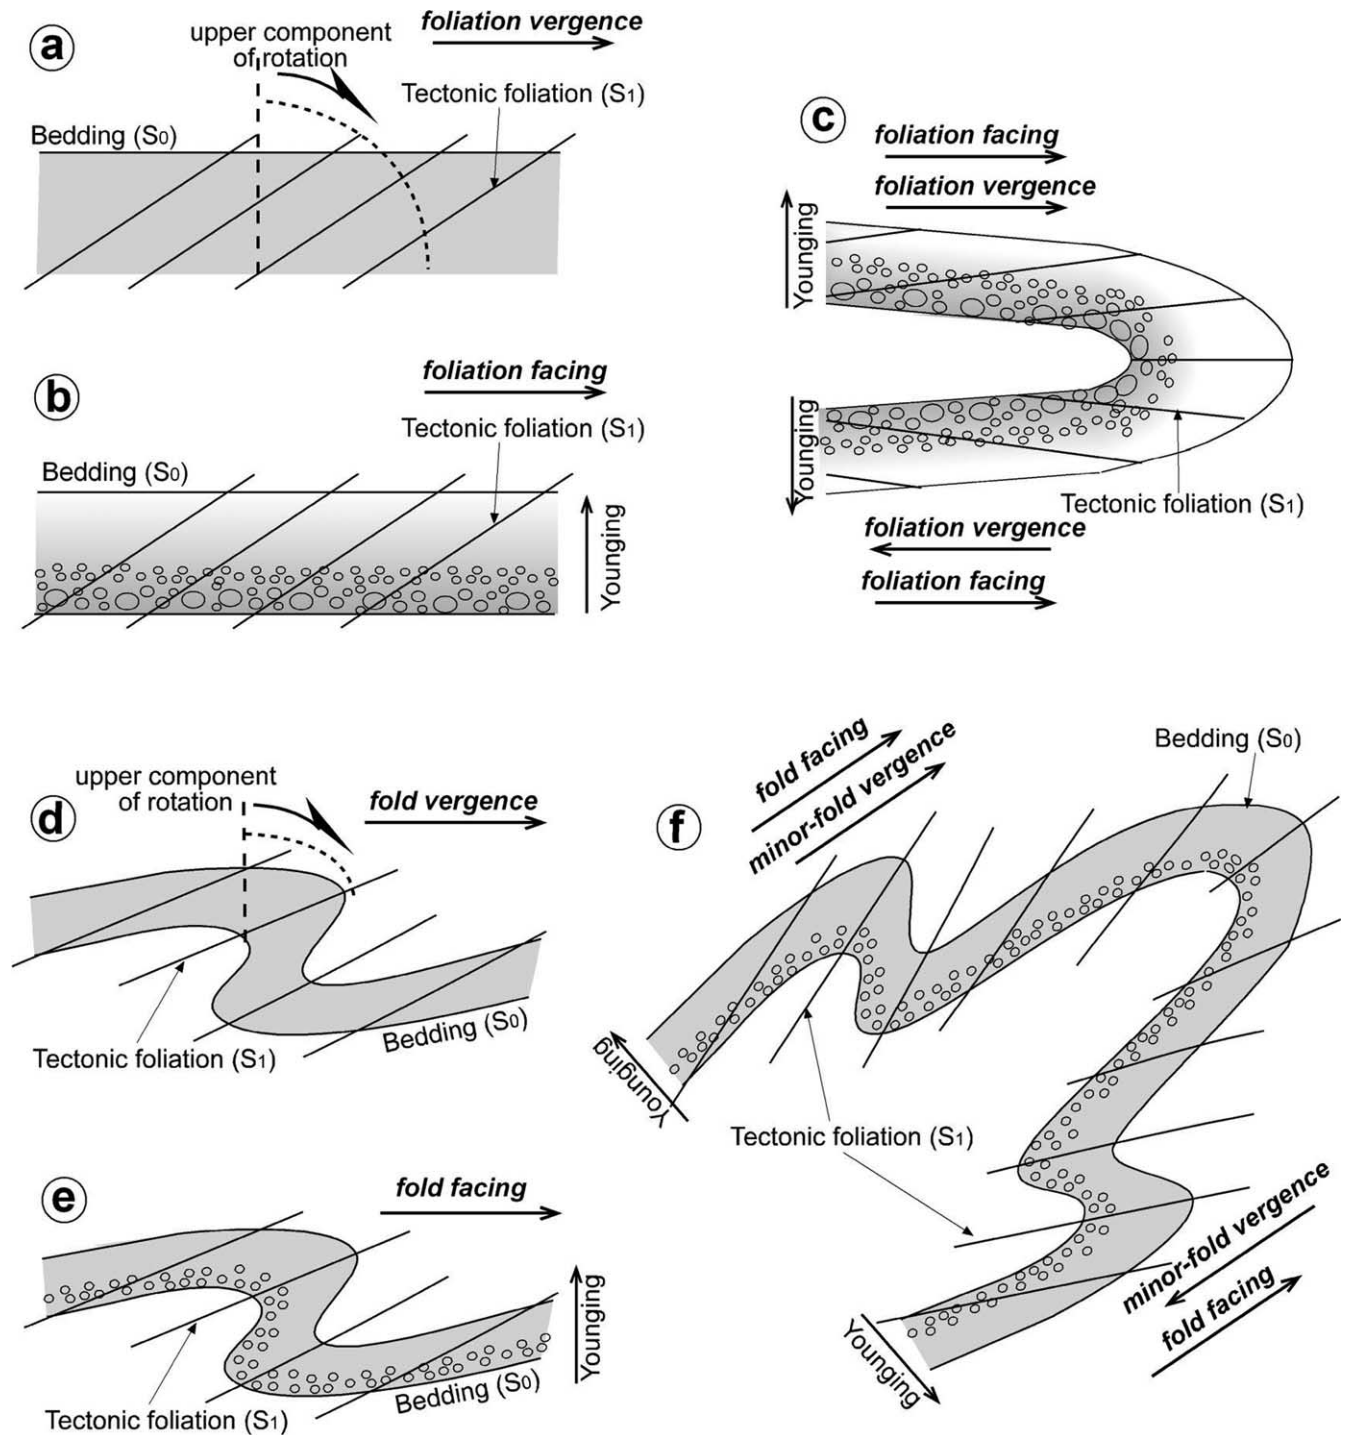 a
upper component
of rotation
foliation vergence
Tectonic foliation (S1)
Bedding (S0)
b
foliation facing
Tectonic foliation (S1)
Bedding (S0)
Younging
c
foliation facing
foliation vergence
Younging
Younging
Tectonic foliation (S1)
foliation vergence
foliation facing
d
upper component
of rotation
fold vergence
Tectonic foliation (S1)
Bedding (S0)
e
fold facing
Younging
Bedding (S0)
Tectonic foliation (S1)
f
fold facing
minor-fold vergence
Bedding (S0)
Younging
Tectonic foliation (S1)
minor-fold vergence
fold facing
Younging